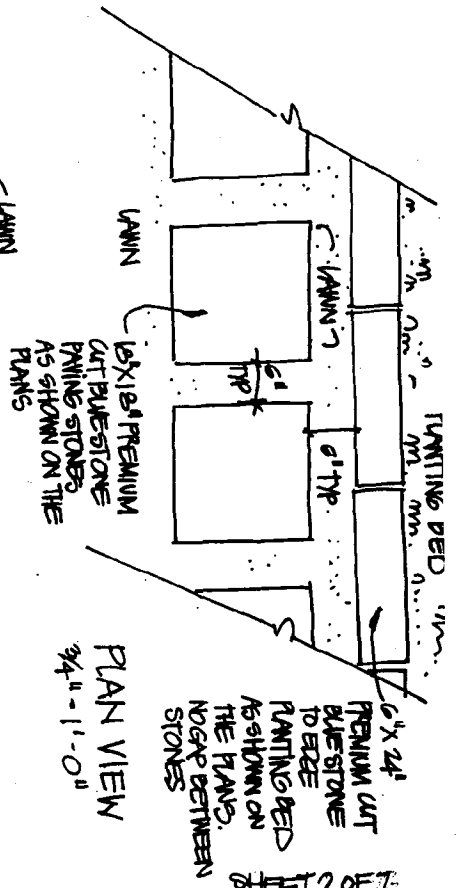 PLANTING BED
LAWN
6" TYP
6" TYP
LAWN
18"X18" PREMIUM
CUT BLUESTONE
PAVING STONES
AS SHOWN ON THE
PLANS
LAWN
6"X24"
PREMIUM CUT
BLUESTONE
TO EDGE
PLANTING BED
AS SHOWN ON
THE PLANS.
NO GAP BETWEEN
STONES
PLAN VIEW
3/4" = 1'-0"
SHEET 2 OF 7